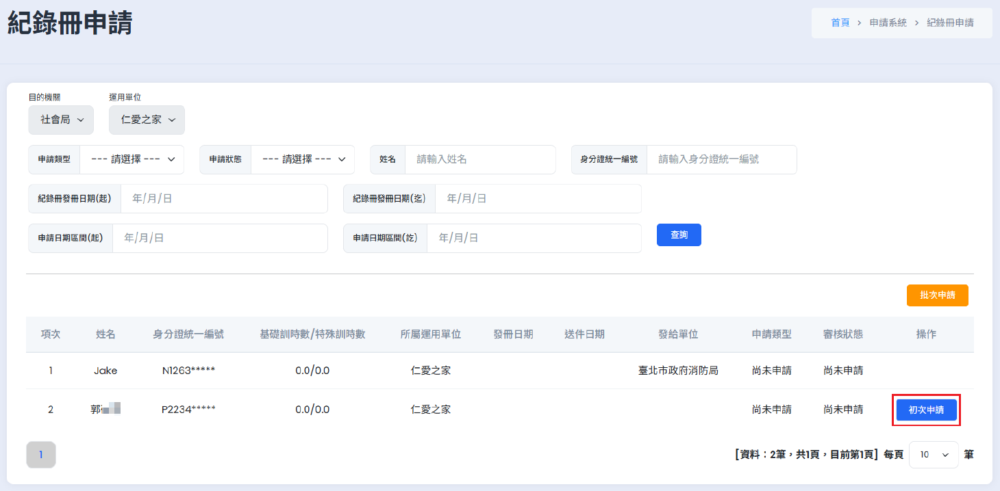 紀錄冊申請
首頁 > 申請系統 > 紀錄冊申請
目的機關 運用單位
社會局 仁愛之家
申請類型 --- 請選擇 --- 申請狀態 --- 請選擇 --- 姓名 請輸入姓名 身分證統一編號 請輸入身分證統一編號
紀錄冊發冊日期(起) 年/月/日 紀錄冊發冊日期(迄) 年/月/日
申請日期區間(起) 年/月/日 申請日期區間(訖) 年/月/日 查詢
批次申請
項次 姓名 身分證統一編號 基礎訓時數/特殊訓時數 所屬運用單位 發冊日期 送件日期 發給單位 申請類型 審核狀態 操作
1 Jake N1263***** 0.0/0.0 仁愛之家 臺北市政府消防局 尚未申請 尚未申請
2 郭 P2234***** 0.0/0.0 仁愛之家 尚未申請 尚未申請 初次申請
1 [資料：2筆，共1頁，目前第1頁] 每頁 10 筆